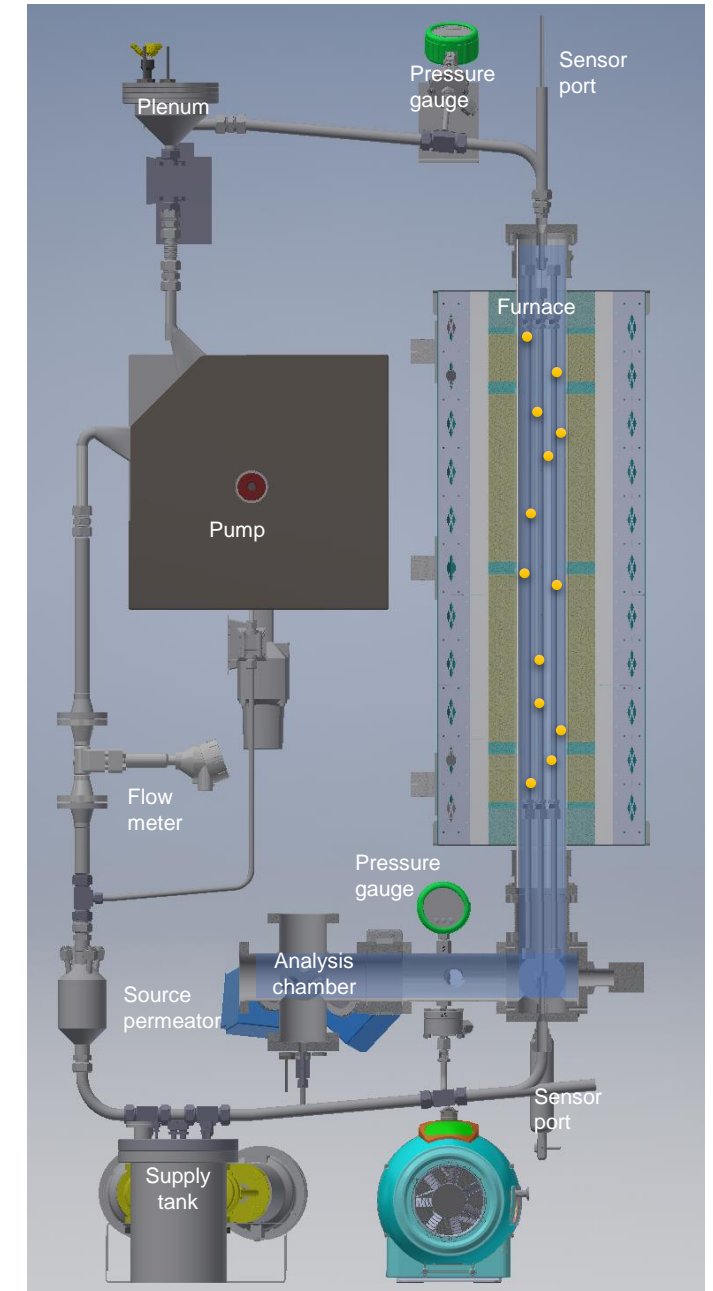 Pressure
gauge
Sensor
port
Plenum
Furnace
Pump
Flow
meter
Pressure
gauge
Analysis
chamber
Source
permeator
Sensor
port
Supply
tank